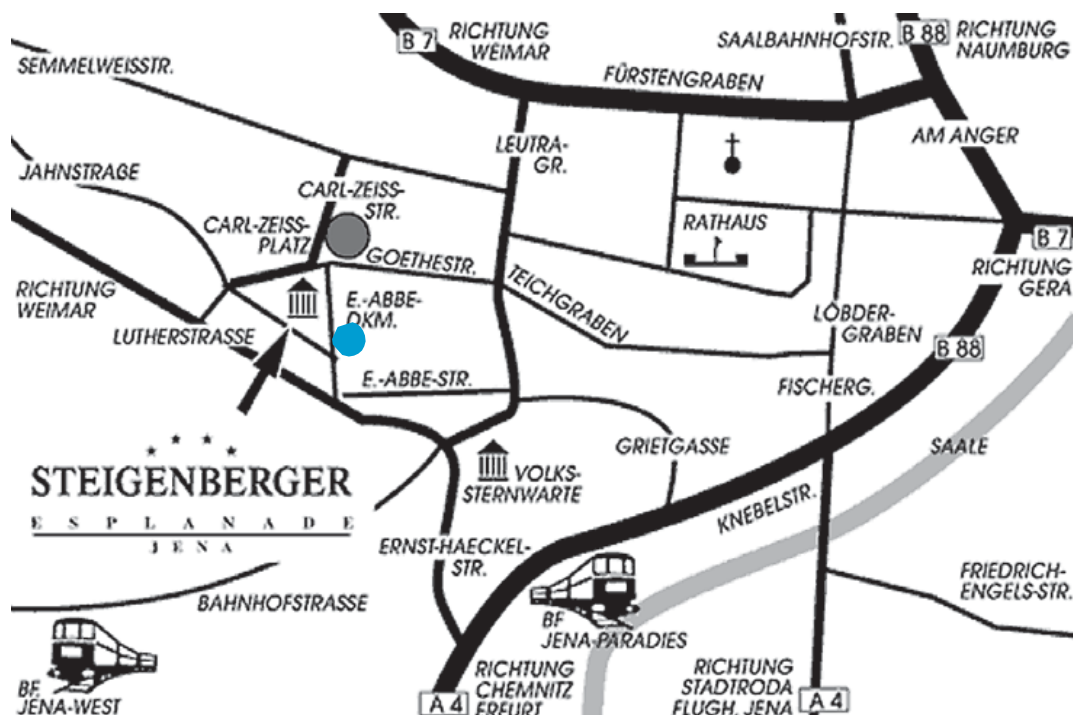 B 7
RICHTUNG
WEIMAR
SAALBAHNHOFSTR.
B 88
RICHTUNG
NAUMBURG
SEMMELWEISSTR.
FÜRSTENGRABEN
AM ANGER
LEUTRA-
GR.
JAHNSTRAßE
CARL-ZEISS-
STR.
CARL-ZEISS-
PLATZ
RATHAUS
B 7
RICHTUNG
GERA
GOETHESTR.
TEICHGRABEN
RICHTUNG
WEIMAR
E.-ABBE-
DKM.
LÖBDER-
GRABEN
LUTHERSTRASSE
B 88
E.-ABBE-STR.
FISCHERG.
GRIETGASSE
SAALE
STEIGENBERGER
ESPLANADE
JENA
VOLKS-
STERNWARTE
KNEBELSTR.
ERNST-HAECKEL-
STR.
BAHNHOFSTRASSE
FRIEDRICH-
ENGELS-STR.
BF.
JENA-PARADIES
BF.
JENA-WEST
A 4
RICHTUNG
CHEMNITZ
ERFURT
RICHTUNG
STADTRODA
FLUGH. JENA
A 4